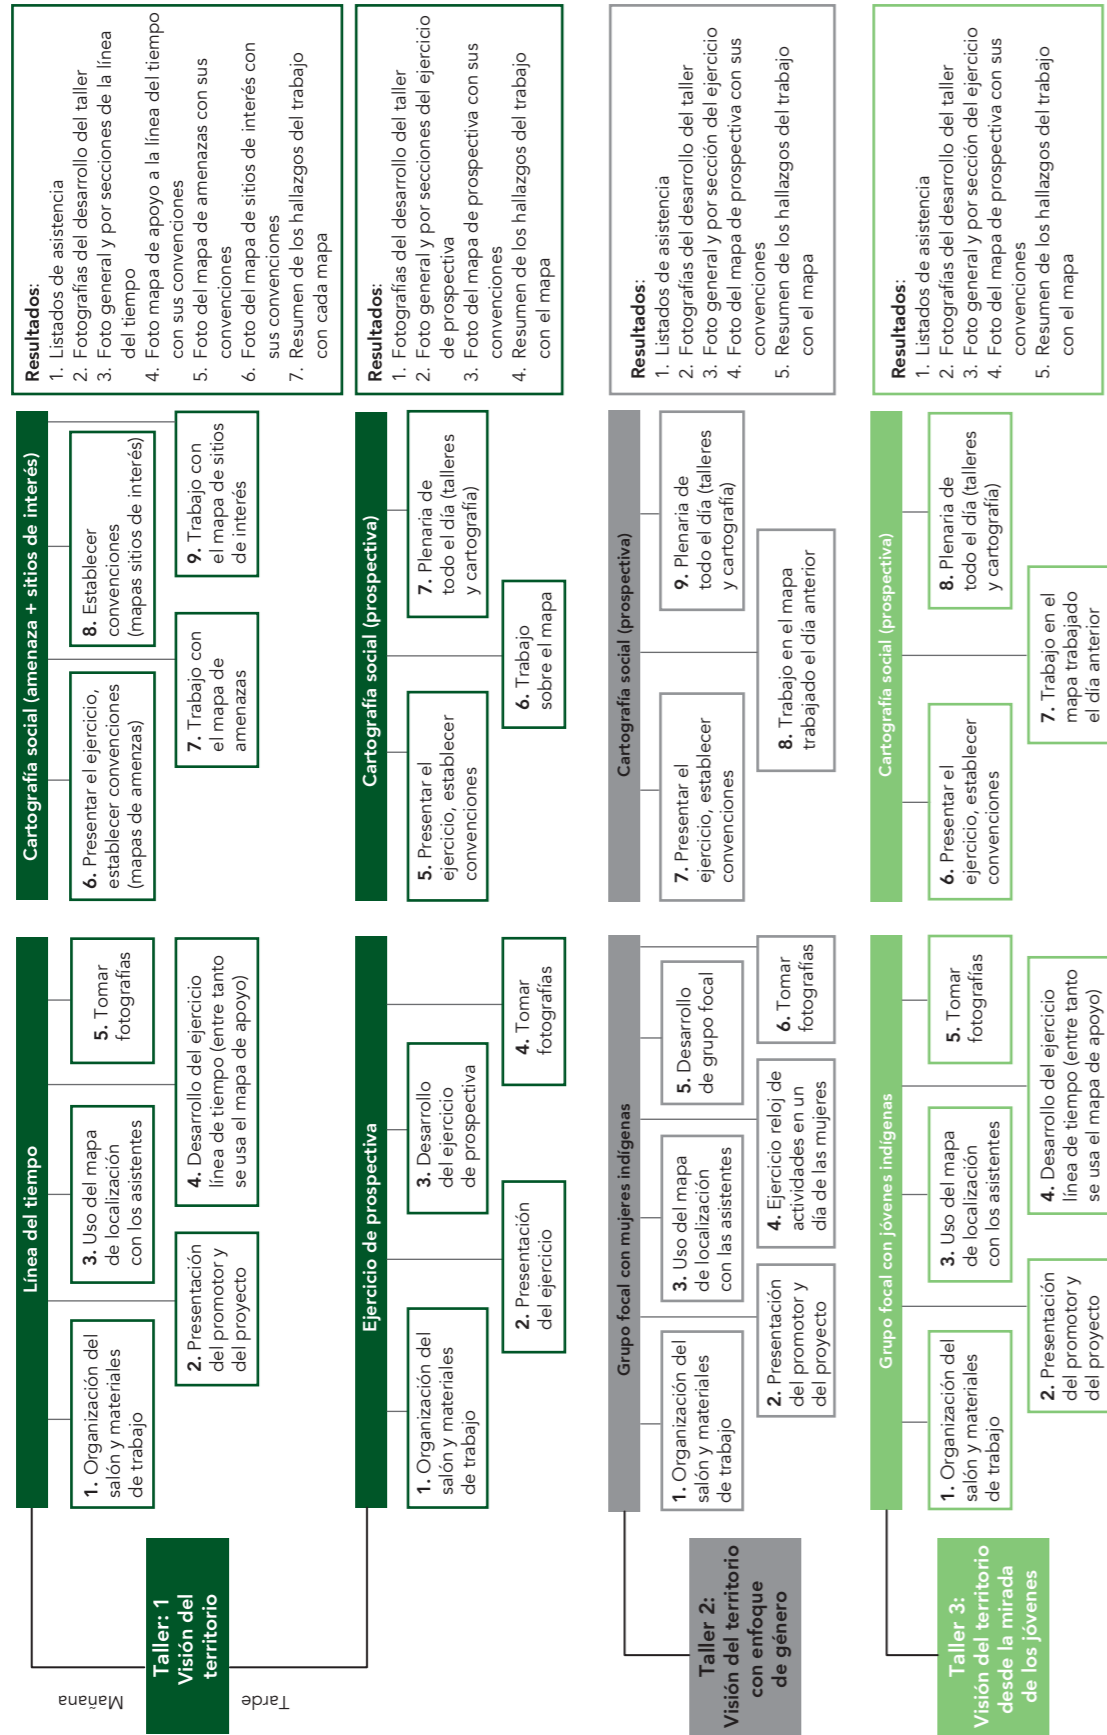 Mañana
Taller: 1
Visión del
territorio
Tarde
Línea del tiempo
1. Organización del
salón y materiales
de trabajo
2. Presentación
del promotor y
del proyecto
3. Uso del mapa
de localización
con los asistentes
4. Desarrollo del ejercicio
línea de tiempo (entre tanto
se usa el mapa de apoyo)
5. Tomar
fotografías
Cartografía social (amenaza + sitios de interés)
6. Presentar el ejercicio,
establecer convenciones
(mapas de amenzas)
7. Trabajo con
el mapa de
amenazas
8. Establecer
convenciones
(mapas sitios de interés)
9. Trabajo con
el mapa de sitios
de interés
Resultados:
1. Listados de asistencia
2. Fotografías del desarrollo del taller
3. Foto general y por secciones de la línea
del tiempo
4. Foto mapa de apoyo a la línea del tiempo
con sus convenciones
5. Foto del mapa de amenazas con sus
convenciones
6. Foto del mapa de sitios de interés con
sus convenciones
7. Resumen de los hallazgos del trabajo
con cada mapa
Ejercicio de prospectiva
1. Organización del
salón y materiales
de trabajo
2. Presentación
del ejercicio
3. Desarrollo
del ejercicio
de prospectiva
4. Tomar
fotografías
Cartografía social (prospectiva)
5. Presentar el
ejercicio, establecer
convenciones
6. Trabajo
sobre el mapa
7. Plenaria de
todo el día (talleres
y cartografía)
Resultados:
1. Fotografías del desarrollo del taller
2. Foto general y por secciones del ejercicio
de prospectiva
3. Foto del mapa de prospectiva con sus
convenciones
4. Resumen de los hallazgos del trabajo
con el mapa
Taller 2:
Visión del territorio
con enfoque
de género
Grupo focal con mujeres indígenas
1. Organización del
salón y materiales
de trabajo
2. Presentación
del promotor y
del proyecto
3. Uso del mapa
de localización
con las asistentes
4. Ejercicio reloj de
actividades en un
día de las mujeres
5. Desarrollo
de grupo focal
6. Tomar
fotografías
Cartografía social (prospectiva)
7. Presentar el
ejercicio, establecer
convenciones
8. Trabajo en el mapa
trabajado el día anterior
9. Plenaria de
todo el día (talleres
y cartografía)
Resultados:
1. Listados de asistencia
2. Fotografías del desarrollo del taller
3. Foto general y por sección del ejercicio
4. Foto del mapa de prospectiva con sus
convenciones
5. Resumen de los hallazgos del trabajo
con el mapa
Taller 3:
Visión del territorio
desde la mirada
de los jóvenes
Grupo focal con jóvenes indígenas
1. Organización del
salón y materiales
de trabajo
2. Presentación
del promotor y
del proyecto
3. Uso del mapa
de localización
con los asistentes
4. Desarrollo del ejercicio
línea de tiempo (entre tanto
se usa el mapa de apoyo)
5. Tomar
fotografías
Cartografía social (prospectiva)
6. Presentar el
ejercicio, establecer
convenciones
7. Trabajo en el
mapa trabajado
el día anterior
8. Plenaria de
todo el día (talleres
y cartografía)
Resultados:
1. Listados de asistencia
2. Fotografías del desarrollo del taller
3. Foto general y por sección del ejercicio
4. Foto del mapa de prospectiva con sus
convenciones
5. Resumen de los hallazgos del trabajo
con el mapa